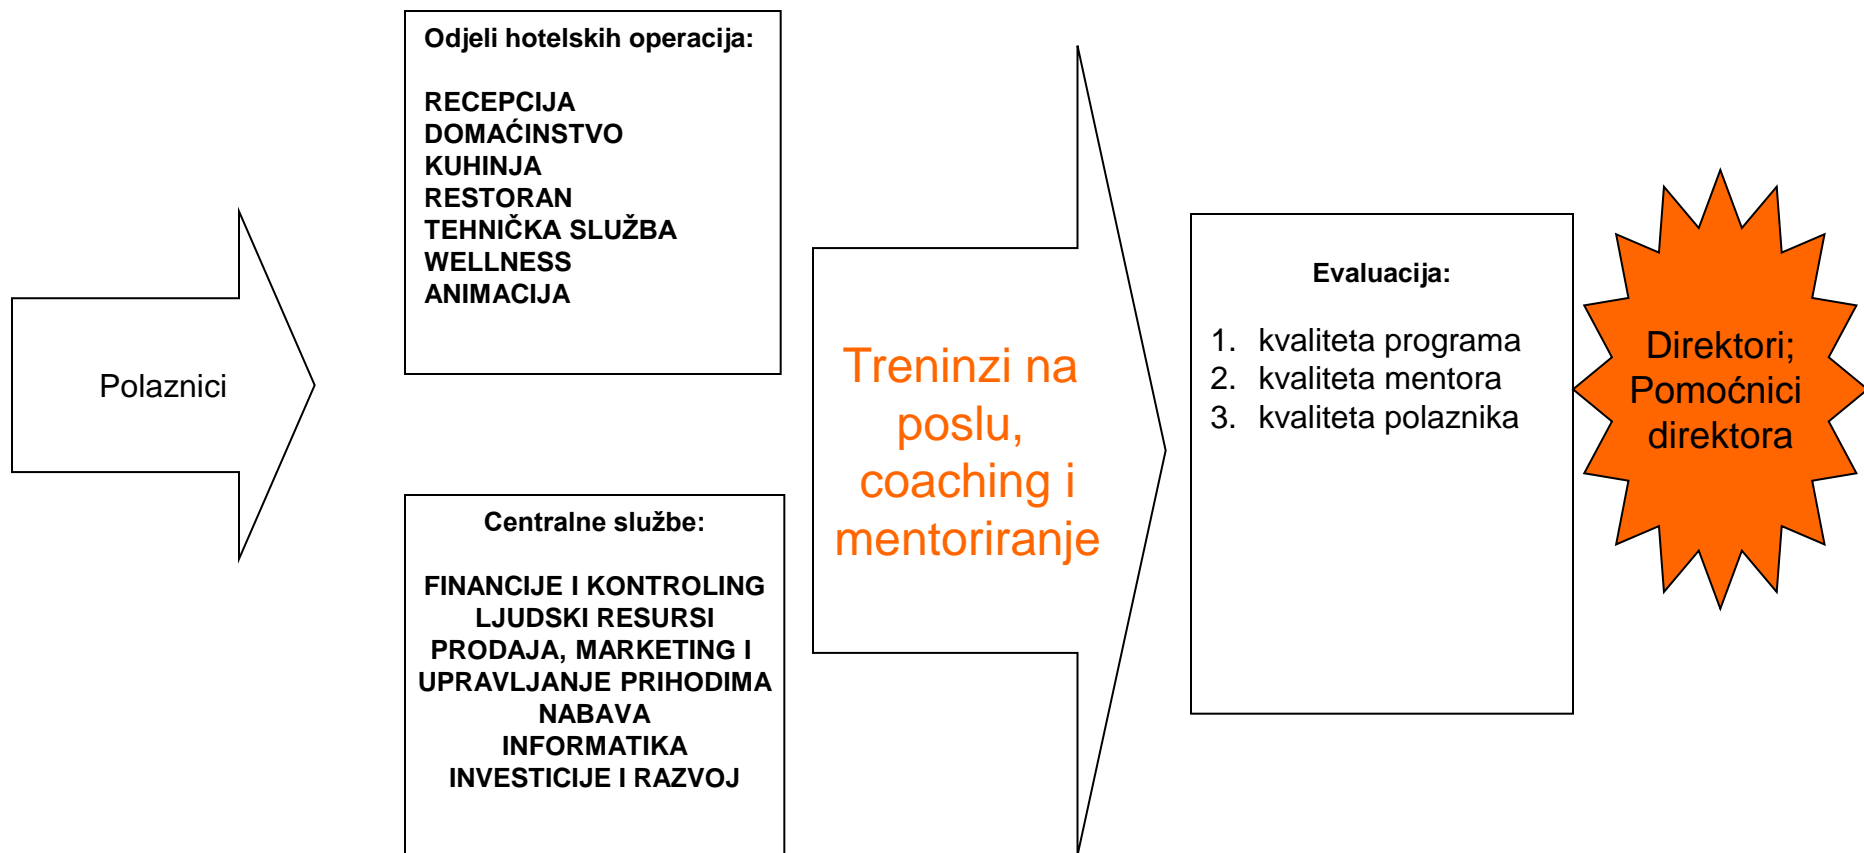 Polaznici
Odjeli hotelskih operacija:
RECEPCIJA
DOMAĆINSTVO
KUHINJA
RESTORAN
TEHNIČKA SLUŽBA
WELLNESS
ANIMACIJA
Centralne službe:
FINANCIJE I KONTROLING
LJUDSKI RESURSI
PRODAJA, MARKETING I
UPRAVLJANJE PRIHODIMA
NABAVA
INFORMATIKA
INVESTICIJE I RAZVOJ
Treninzi na
poslu,
coaching i
mentoriranje
Evaluacija:
1. kvaliteta programa
2. kvaliteta mentora
3. kvaliteta polaznika
Direktori;
Pomoćnici
direktora